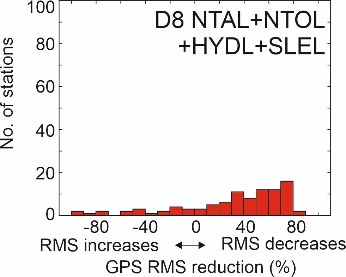 100
80
60
40
20
0
No. of stations
D8 NTAL+NTOL
+HYDL+SLEL
-80 -40 0 40 80
RMS increases ↔ RMS decreases
GPS RMS reduction (%)